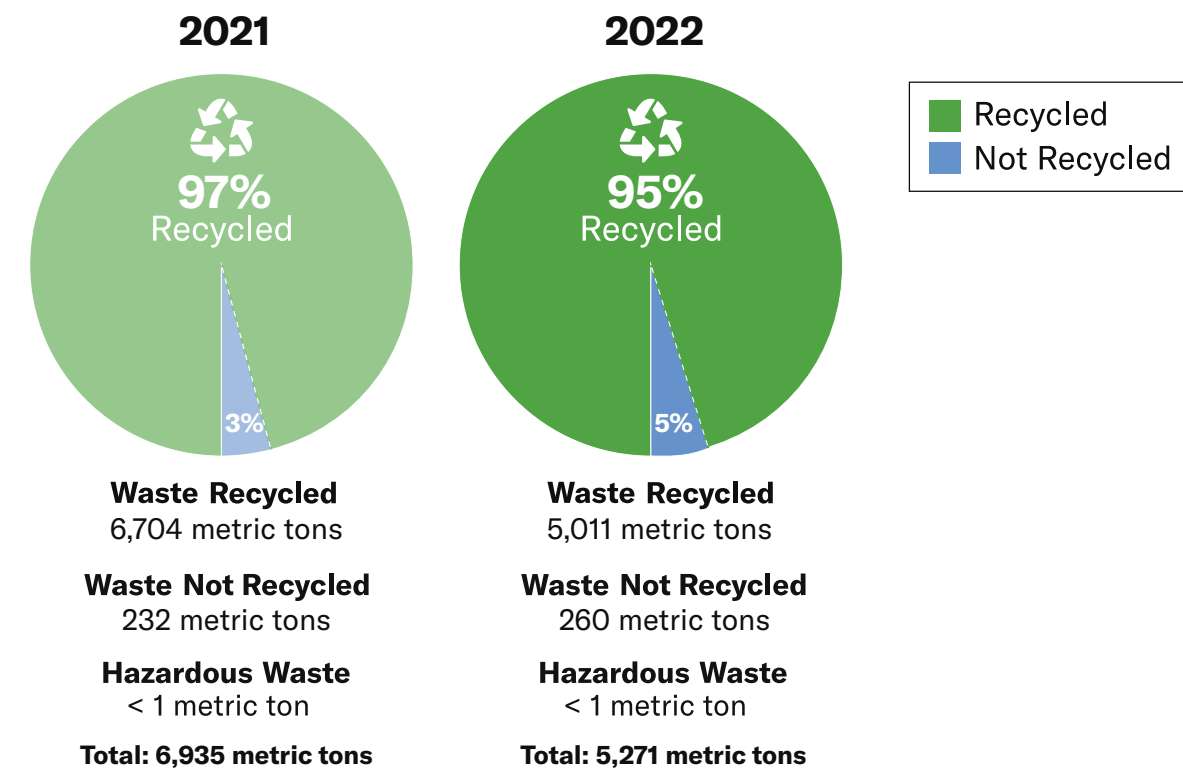 2021
97%
Recycled
3%
Waste Recycled
6,704 metric tons
Waste Not Recycled
232 metric tons
Hazardous Waste
< 1 metric ton
Total: 6,935 metric tons
2022
95%
Recycled
5%
Waste Recycled
5,011 metric tons
Waste Not Recycled
260 metric tons
Hazardous Waste
< 1 metric ton
Total: 5,271 metric tons
Recycled
Not Recycled